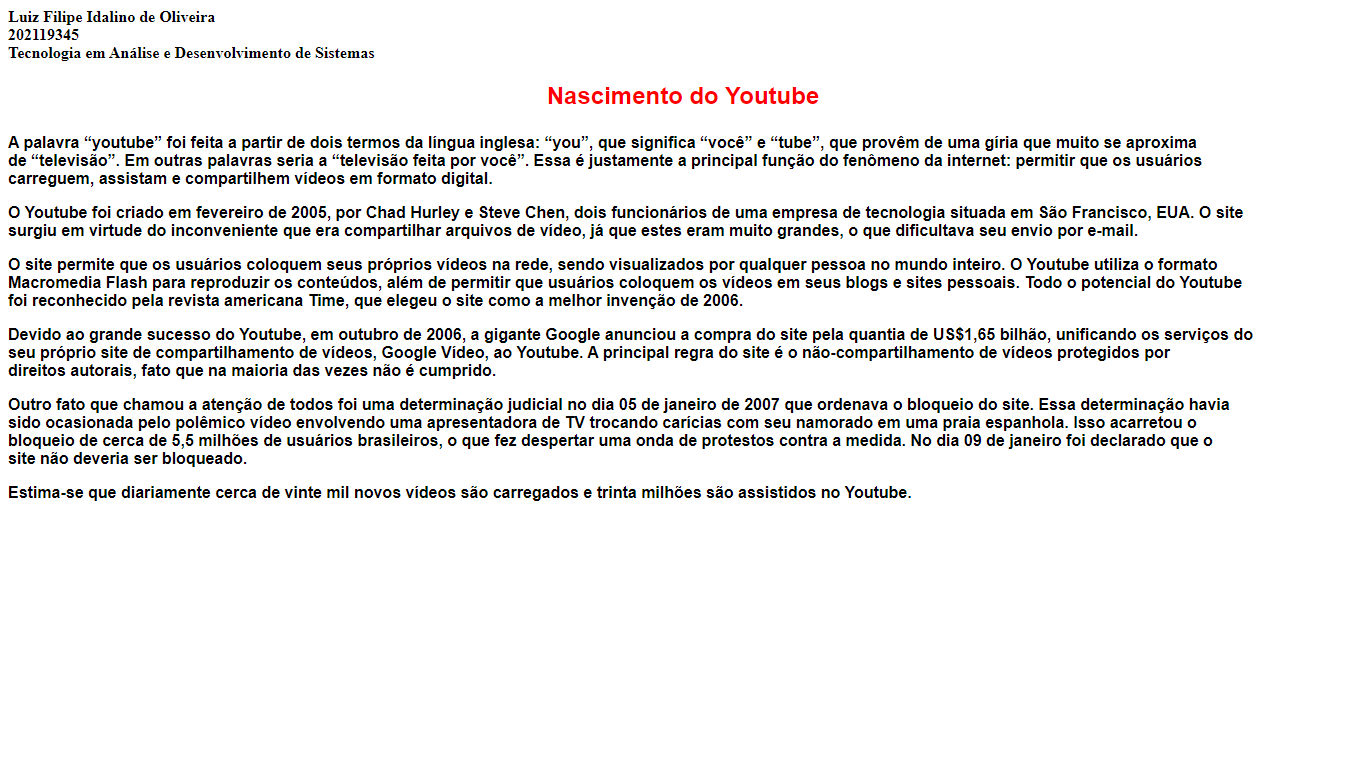 Luiz Filipe Idalino de Oliveira
202119345
Tecnologia em Análise e Desenvolvimento de Sistemas
Nascimento do Youtube
A palavra “youtube” foi feita a partir de dois termos da língua inglesa: “you”, que significa “você” e “tube”, que provêm de uma gíria que muito se aproxima
de “televisão”. Em outras palavras seria a “televisão feita por você”. Essa é justamente a principal função do fenômeno da internet: permitir que os usuários
carreguem, assistam e compartilhem vídeos em formato digital.
O Youtube foi criado em fevereiro de 2005, por Chad Hurley e Steve Chen, dois funcionários de uma empresa de tecnologia situada em São Francisco, EUA. O site
surgiu em virtude do inconveniente que era compartilhar arquivos de vídeo, já que estes eram muito grandes, o que dificultava seu envio por e-mail.
O site permite que os usuários coloquem seus próprios vídeos na rede, sendo visualizados por qualquer pessoa no mundo inteiro. O Youtube utiliza o formato
Macromedia Flash para reproduzir os conteúdos, além de permitir que usuários coloquem os vídeos em seus blogs e sites pessoais. Todo o potencial do Youtube
foi reconhecido pela revista americana Time, que elegeu o site como a melhor invenção de 2006.
Devido ao grande sucesso do Youtube, em outubro de 2006, a gigante Google anunciou a compra do site pela quantia de US$1,65 bilhão, unificando os serviços do
seu próprio site de compartilhamento de vídeos, Google Vídeo, ao Youtube. A principal regra do site é o não-compartilhamento de vídeos protegidos por
direitos autorais, fato que na maioria das vezes não é cumprido.
Outro fato que chamou a atenção de todos foi uma determinação judicial no dia 05 de janeiro de 2007 que ordenava o bloqueio do site. Essa determinação havia
sido ocasionada pelo polêmico vídeo envolvendo uma apresentadora de TV trocando carícias com seu namorado em uma praia espanhola. Isso acarretou o
bloqueio de cerca de 5,5 milhões de usuários brasileiros, o que fez despertar uma onda de protestos contra a medida. No dia 09 de janeiro foi declarado que o
site não deveria ser bloqueado.
Estima-se que diariamente cerca de vinte mil novos vídeos são carregados e trinta milhões são assistidos no Youtube.